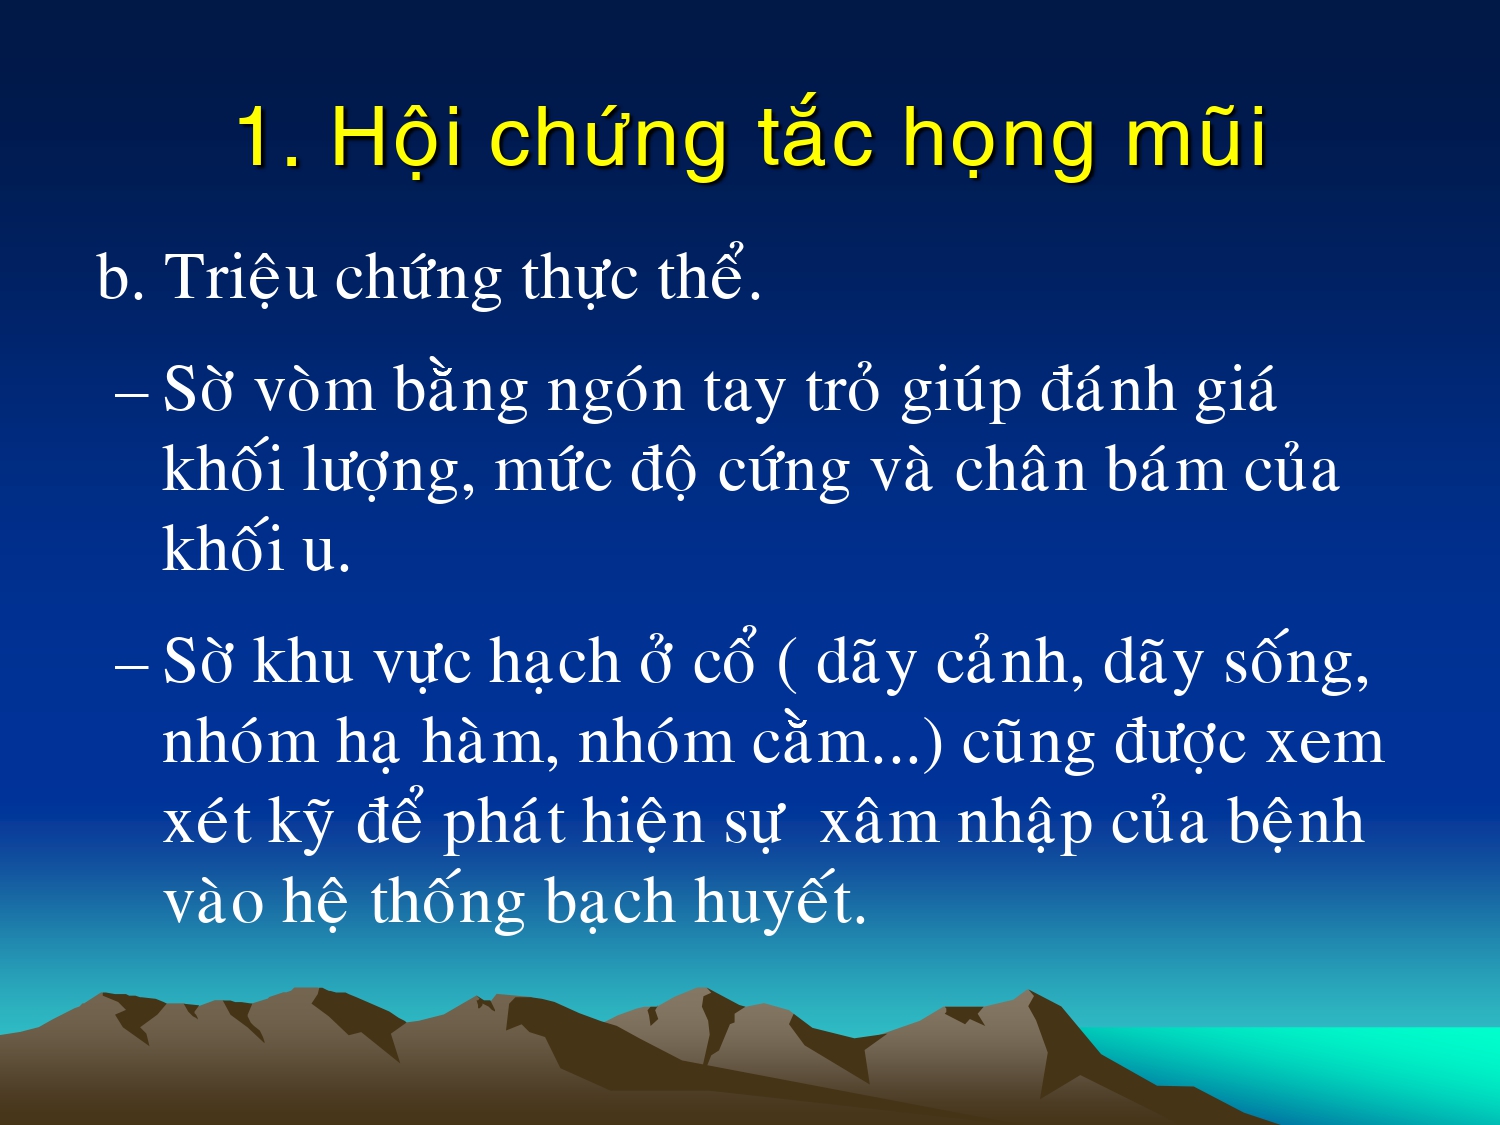 1. Hội chứng tắc họng mũi
b. Triệu chứng thực thể.
– Sờ vòm bằng ngón tay trỏ giúp đánh giá
khối lượng, mức độ cứng và chân bám của
khối u.
– Sờ khu vực hạch ở cổ ( dãy cảnh, dãy sống,
nhóm hạ hàm, nhóm cằm...) cũng được xem
xét kỹ để phát hiện sự  xâm nhập của bệnh
vào hệ thống bạch huyết.